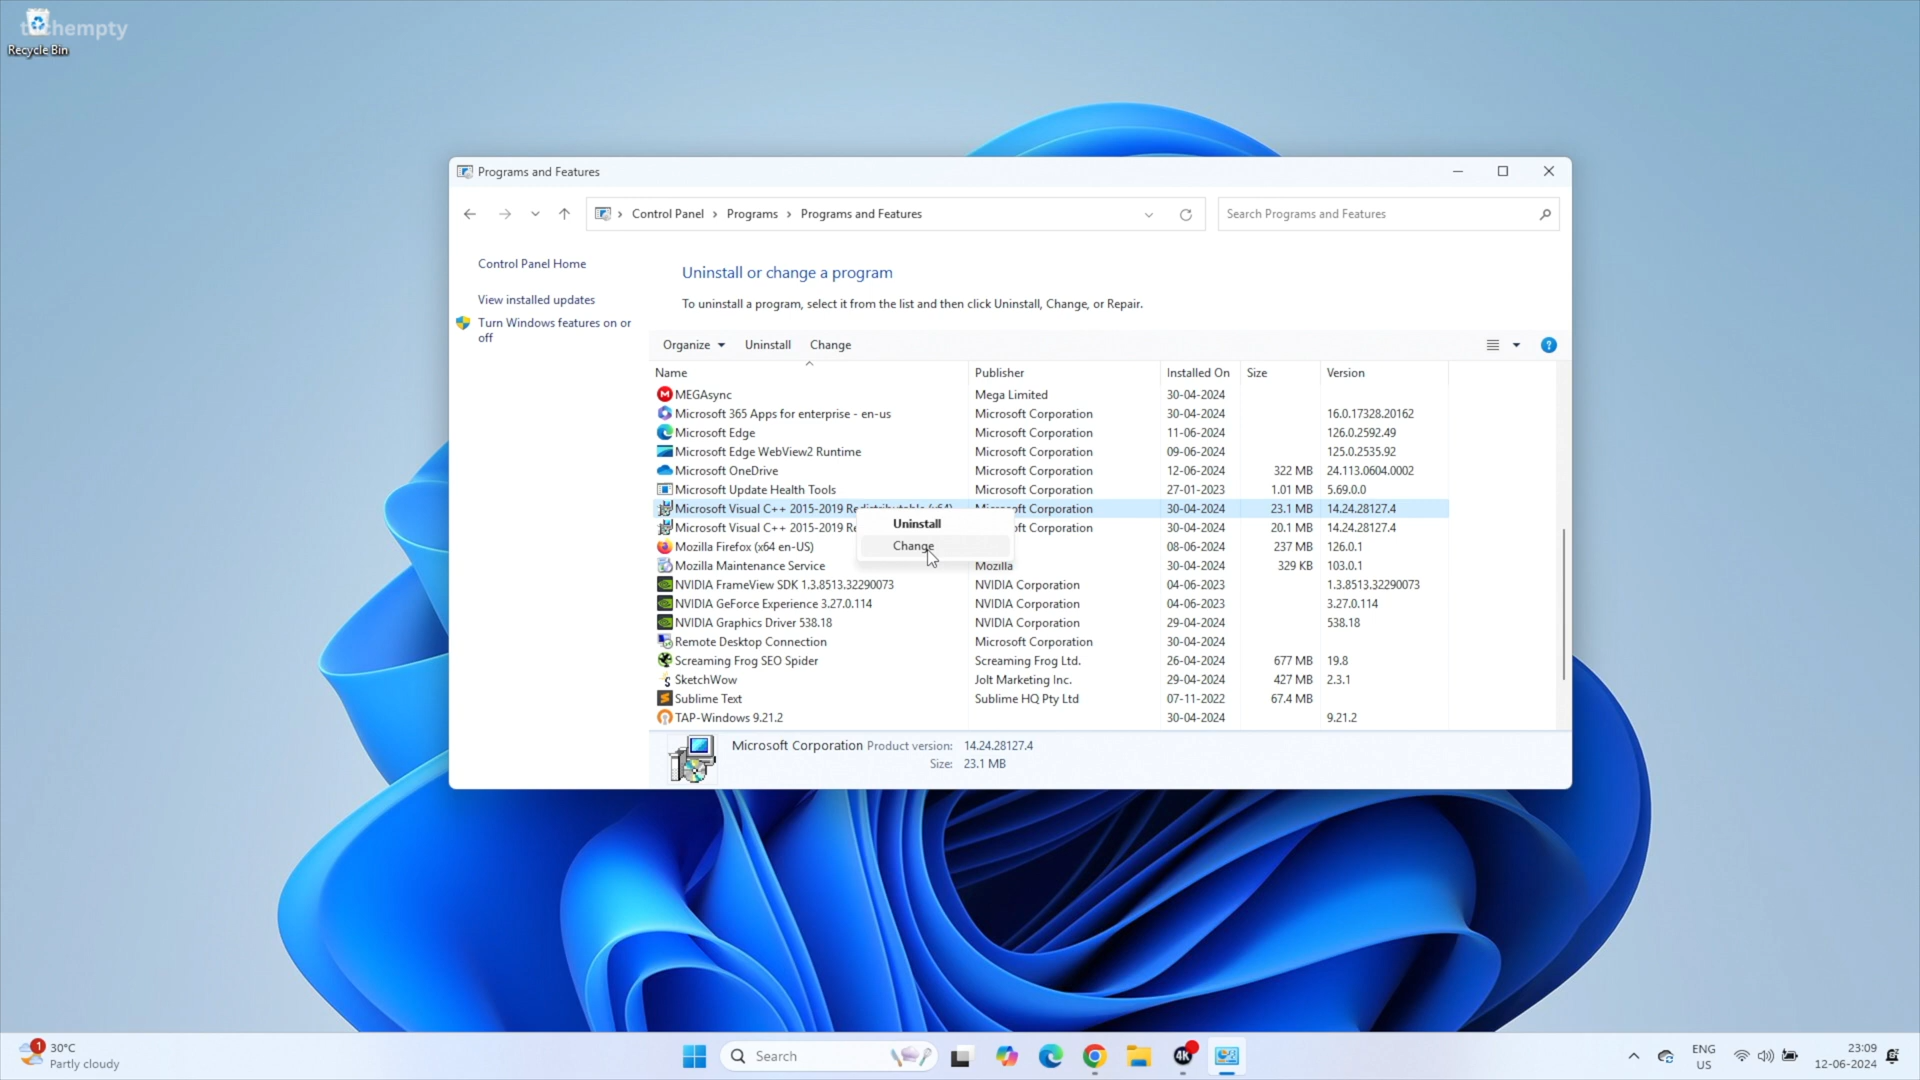 techempty
Recycle Bin
Programs and Features
Control Panel
Programs
Programs and Features
Search Programs and Features
Control Panel Home
View installed updates
Turn Windows features on or
off
Uninstall or change a program
To uninstall a program, select it from the list and then click Uninstall, Change, or Repair.
Organize
Uninstall
Change
Name Publisher Installed On Size Version
MEGAsync Mega Limited 30-04-2024
Microsoft 365 Apps for enterprise - en-us Microsoft Corporation 30-04-2024 16.0.17328.20162
Microsoft Edge Microsoft Corporation 11-06-2024 126.0.2592.49
Microsoft Edge WebView2 Runtime Microsoft Corporation 09-06-2024 125.0.2535.92
Microsoft OneDrive Microsoft Corporation 12-06-2024 322 MB 24.113.0604.0002
Microsoft Update Health Tools Microsoft Corporation 27-01-2023 1.01 MB 5.69.0.0
Microsoft Visual C++ 2015-2019 Redistributable (x64) Microsoft Corporation 30-04-2024 23.1 MB 14.24.28127.4
Microsoft Visual C++ 2015-2019 Re oft Corporation 30-04-2024 20.1 MB 14.24.28127.4
Uninstall
Change
Mozilla Firefox (x64 en-US) 08-06-2024 237 MB 126.0.1
Mozilla Maintenance Service Mozilla 30-04-2024 329 KB 103.0.1
NVIDIA FrameView SDK 1.3.8513.32290073 NVIDIA Corporation 04-06-2023 1.3.8513.32290073
NVIDIA GeForce Experience 3.27.0.114 NVIDIA Corporation 04-06-2023 3.27.0.114
NVIDIA Graphics Driver 538.18 NVIDIA Corporation 29-04-2024 538.18
Remote Desktop Connection Microsoft Corporation 30-04-2024
Screaming Frog SEO Spider Screaming Frog Ltd. 26-04-2024 677 MB 19.8
SketchWow Jolt Marketing Inc. 29-04-2024 427 MB 2.3.1
Sublime Text Sublime HQ Pty Ltd 07-11-2022 67.4 MB
TAP-Windows 9.21.2 30-04-2024 9.21.2
Microsoft Corporation Product version: 14.24.28127.4
Size: 23.1 MB
1
30°C
Partly cloudy
Search
4K
ENG
US
23:09
12-06-2024